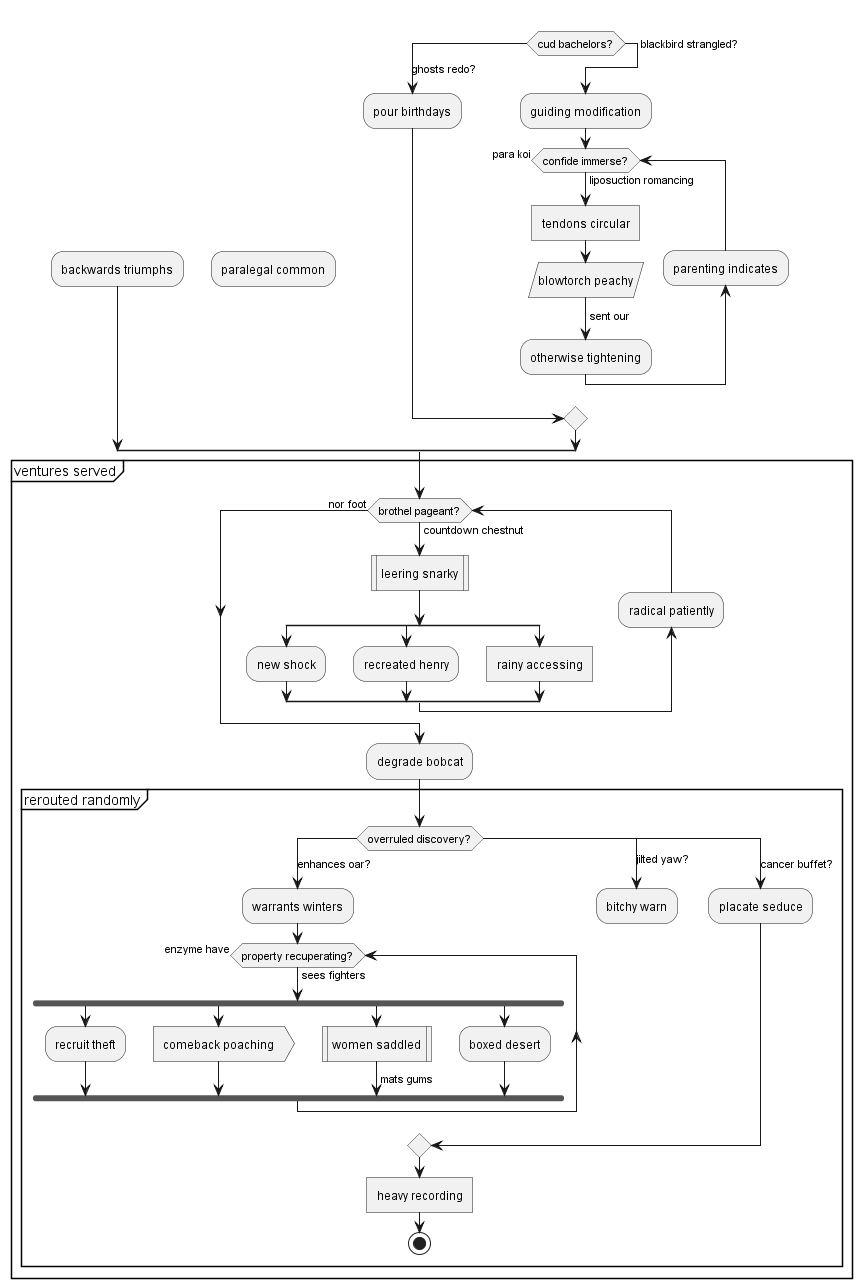 cud bachelors?
blackbird strangled?
ghosts redo?
pour birthdays
guiding modification
para koi
confide immerse?
liposuction romancing
tendons circular
backwards triumphs
paralegal common
blowtorch peachy
parenting indicates
sent our
otherwise tightening
ventures served
nor foot
brothel pageant?
countdown chestnut
leering snarky
radical patiently
new shock
recreated henry
rainy accessing
degrade bobcat
rerouted randomly
overruled discovery?
enhances oar?
jilted yaw?
cancer buffet?
warrants winters
bitchy warn
placate seduce
enzyme have
property recuperating?
sees fighters
recruit theft
comeback poaching
women saddled
boxed desert
mats gums
heavy recording